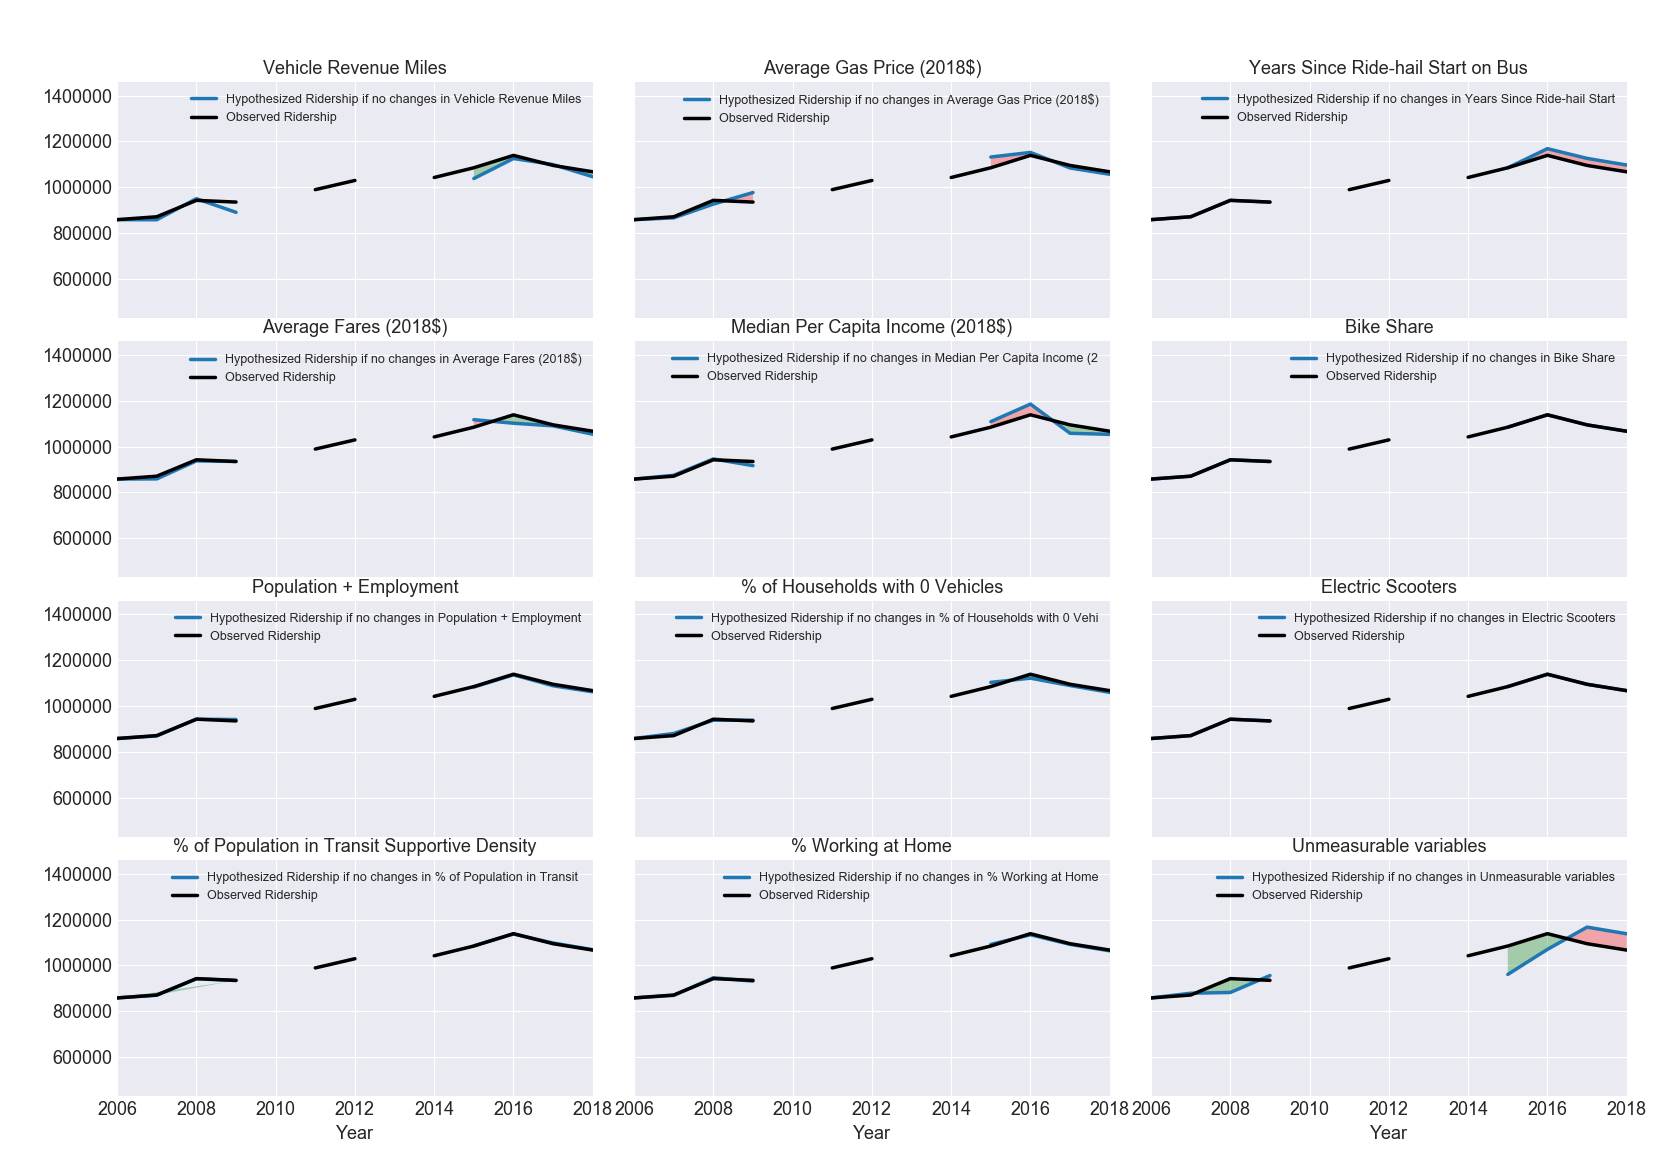 Vehicle Revenue Miles
1400000
1200000
1000000
800000
600000
Hypothesized Ridership if no changes in Vehicle Revenue Miles
Observed Ridership
Average Gas Price (2018$)
Hypothesized Ridership if no changes in Average Gas Price (2018$)
Observed Ridership
Years Since Ride-hail Start on Bus
Hypothesized Ridership if no changes in Years Since Ride-hail Start
Observed Ridership
Average Fares (2018$)
1400000
1200000
1000000
800000
600000
Hypothesized Ridership if no changes in Average Fares (2018$)
Observed Ridership
Median Per Capita Income (2018$)
Hypothesized Ridership if no changes in Median Per Capita Income (2
Observed Ridership
Bike Share
Hypothesized Ridership if no changes in Bike Share
Observed Ridership
Population + Employment
1400000
1200000
1000000
800000
600000
Hypothesized Ridership if no changes in Population + Employment
Observed Ridership
% of Households with 0 Vehicles
Hypothesized Ridership if no changes in % of Households with 0 Vehi
Observed Ridership
Electric Scooters
Hypothesized Ridership if no changes in Electric Scooters
Observed Ridership
% of Population in Transit Supportive Density
1400000
1200000
1000000
800000
600000
Hypothesized Ridership if no changes in % of Population in Transit
Observed Ridership
2006 2008 2010 2012 2014 2016 2018
Year
% Working at Home
Hypothesized Ridership if no changes in % Working at Home
Observed Ridership
2006 2008 2010 2012 2014 2016 2018
Year
Unmeasurable variables
Hypothesized Ridership if no changes in Unmeasurable variables
Observed Ridership
2006 2008 2010 2012 2014 2016 2018
Year